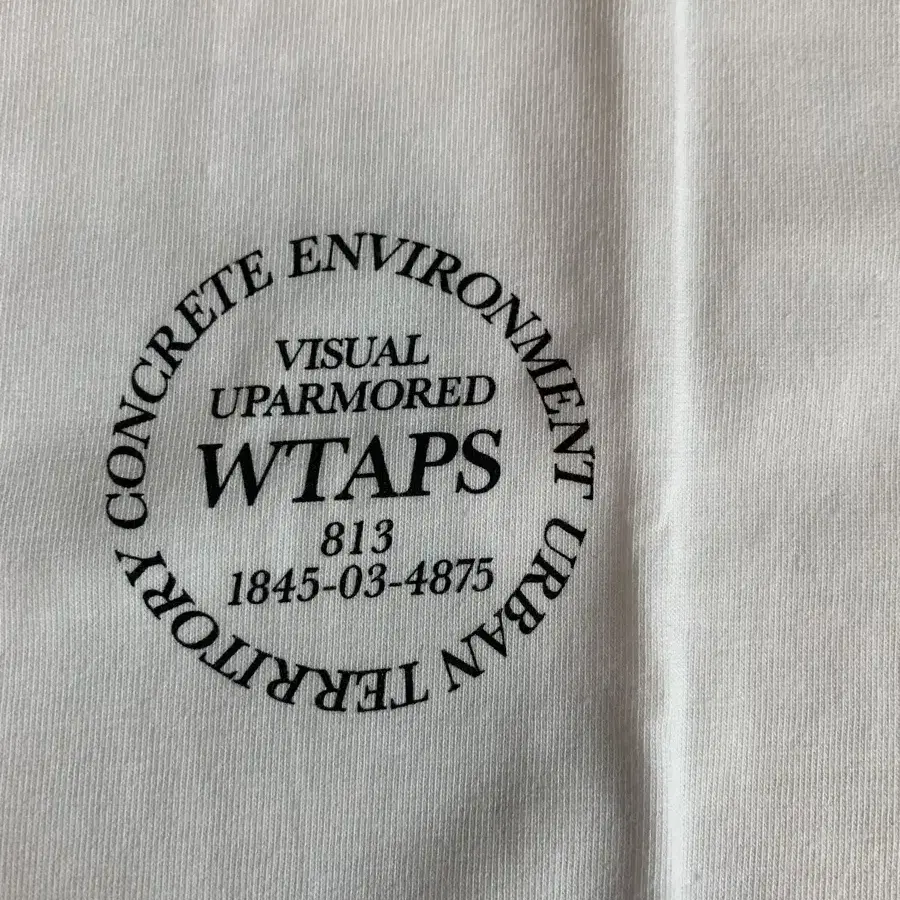 CONCRETE ENVIRONMENT URBAN TERRITORY
VISUAL
UPARMORED
WTAPS
813
1845-03-4875